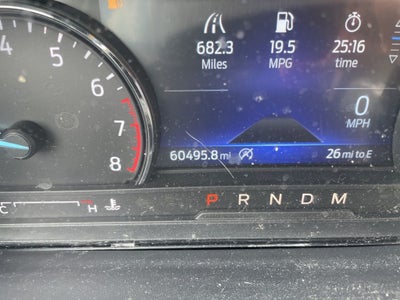 4 5 6 7 8
682.3 19.5 25:16
Miles MPG time
0
MPH
60495.8 mi 26 mi to E
C H
P R N D M